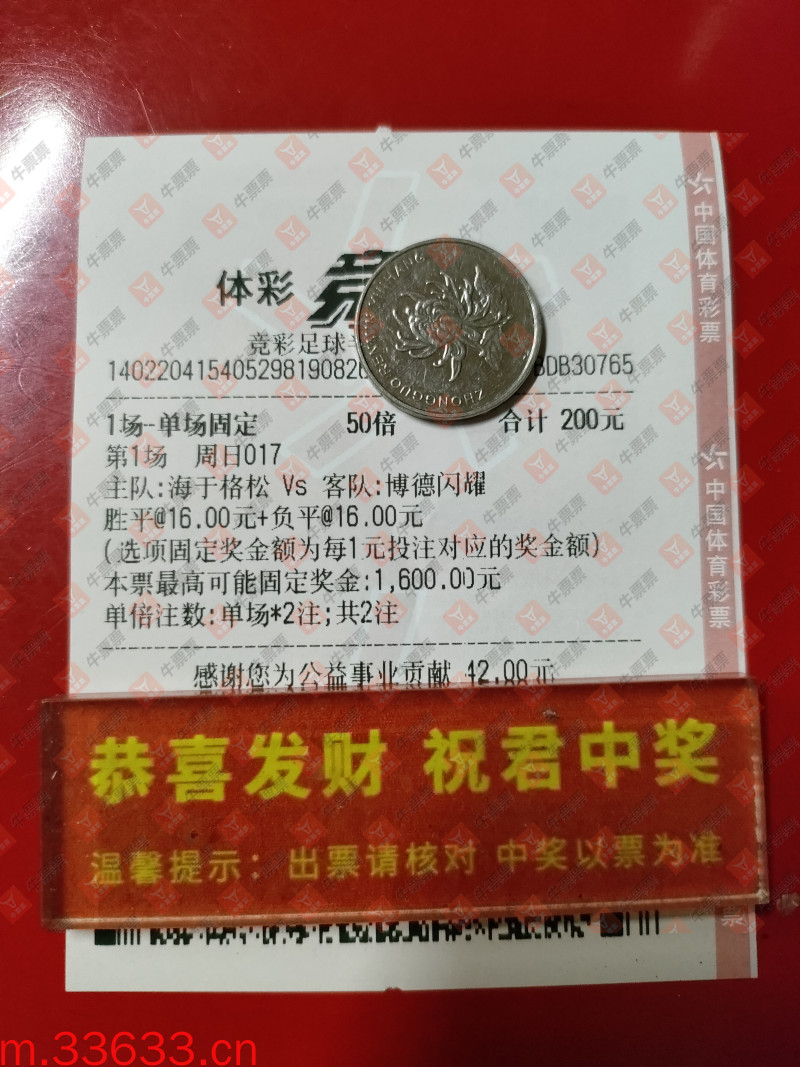 体彩 竞
竞彩足球
140220415405298190826 BDB30765
1场-单场固定 50倍 合计 200元
第1场 周日017
主队:海于格松 Vs 客队:博德闪耀
胜平@16.00元+负平@16.00元
(选项固定奖金额为每1元投注对应的奖金额)
本票最高可能固定奖金:1,600.00元
单倍注数:单场*2注;共2注
感谢您为公益事业贡献 42.00元
恭喜发财 祝君中奖
温馨提示: 出票请核对 中奖以票为准
中国体育彩票
中国体育彩票
彩票
ZHONGGUO RENMIN YINHANG
牛票票
m.33633.cn